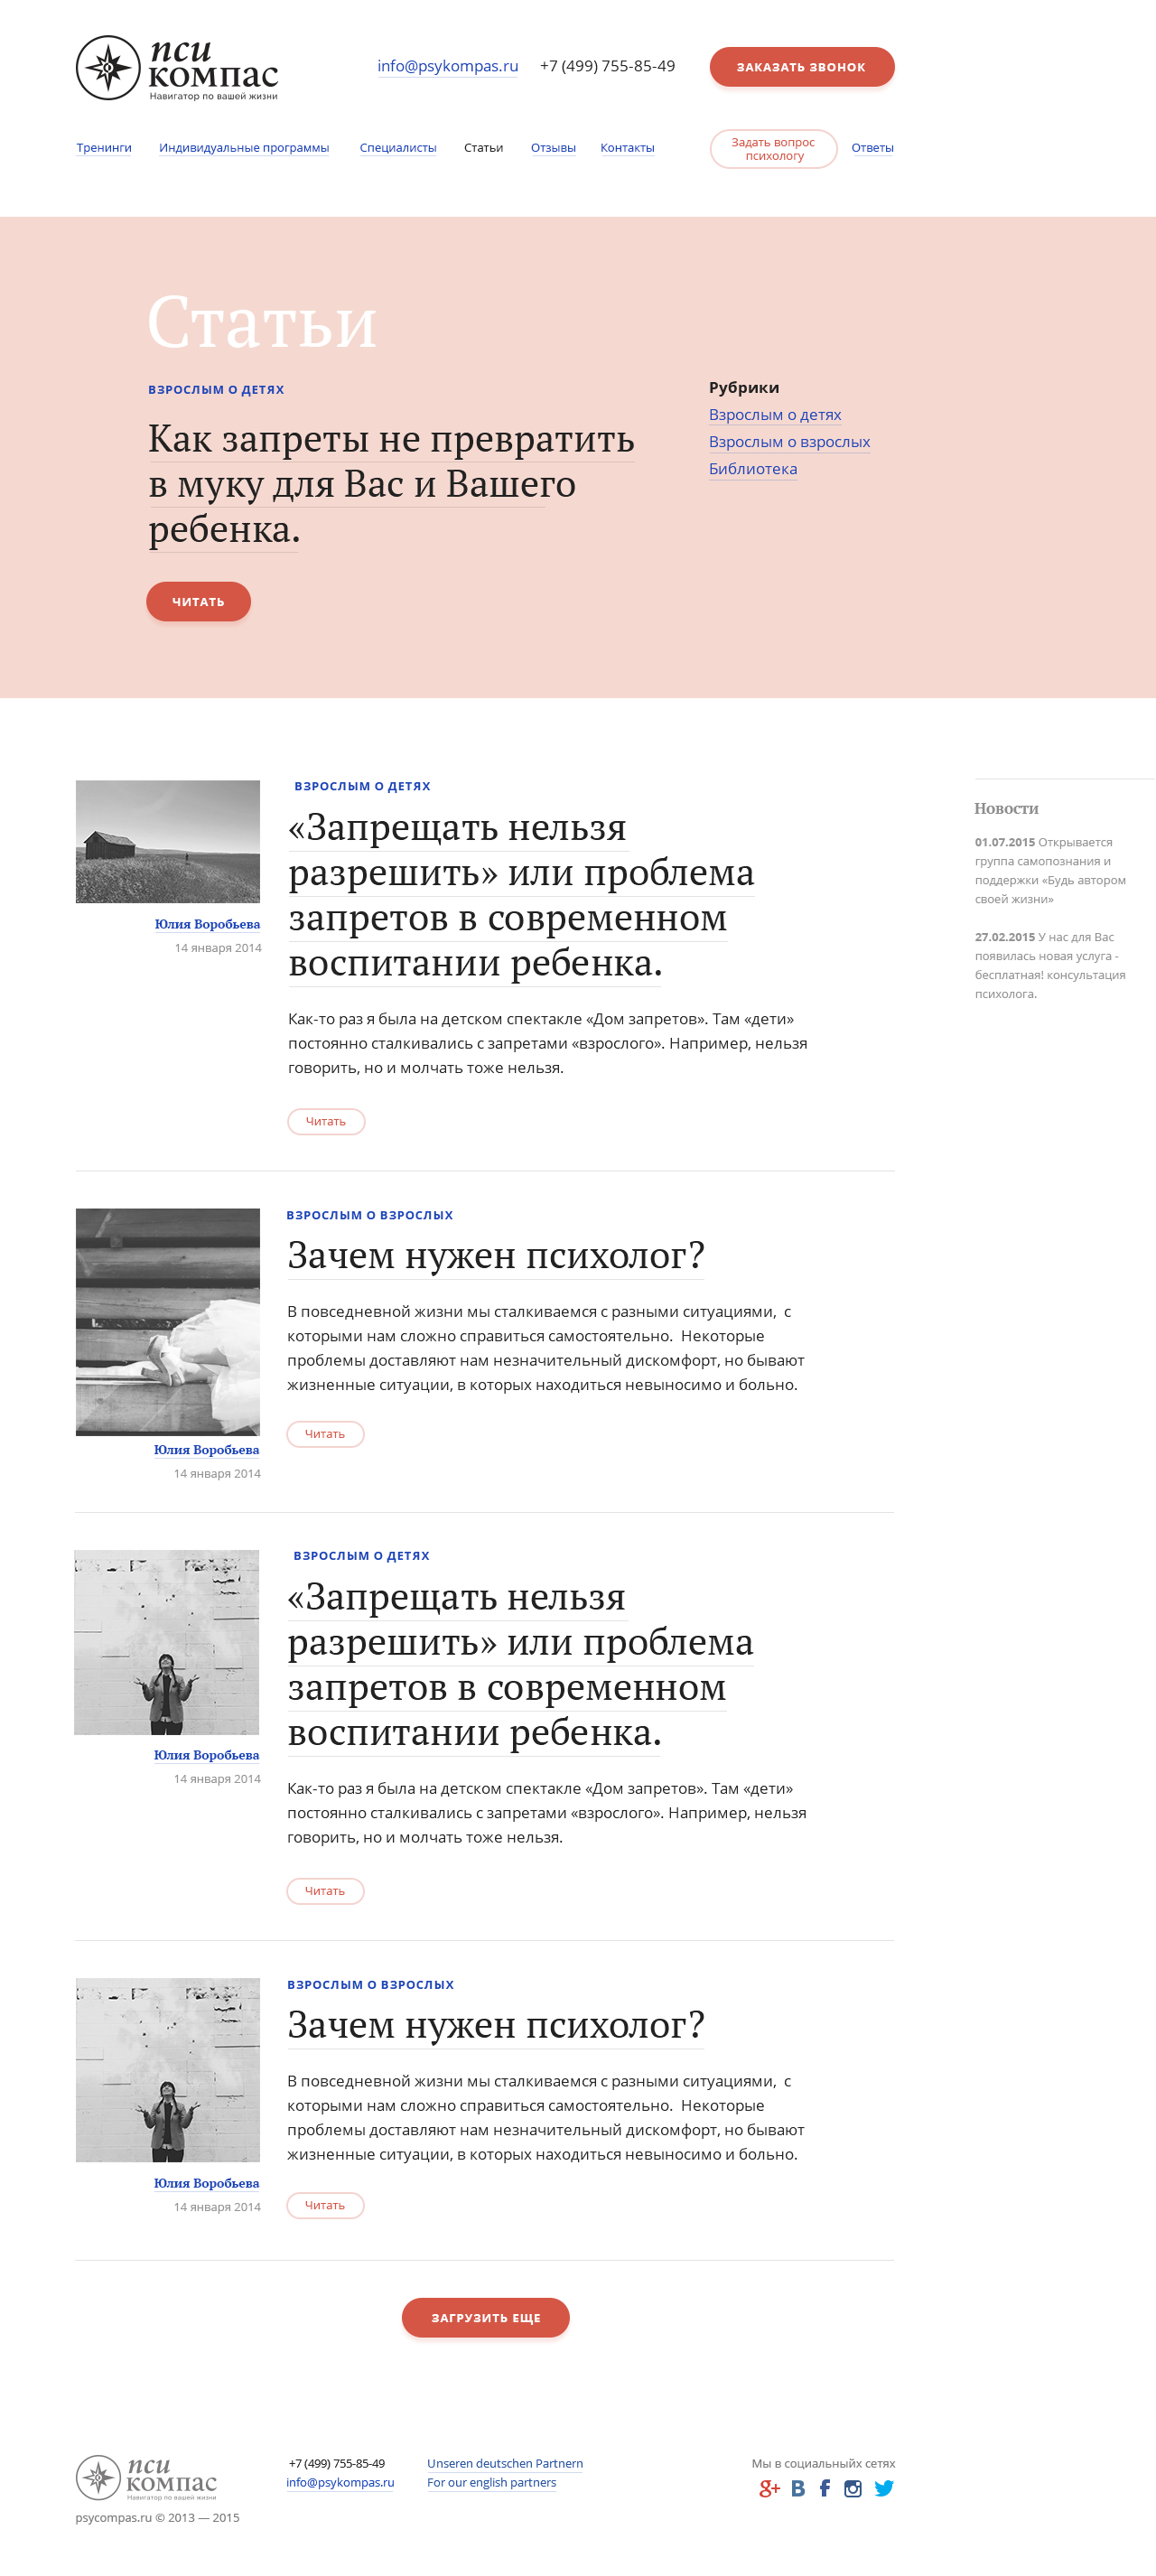 пси
компас
Навигатор по вашей жизни
info@psykompas.ru +7 (499) 755-85-49 ЗАКАЗАТЬ ЗВОНОК
Тренинги Индивидуальные программы Специалисты Статьи Отзывы Контакты
Задать вопрос
психологу
Ответы
Статьи
ВЗРОСЛЫМ О ДЕТЯХ
Как запреты не превратить
в муку для Вас и Вашего
ребенка.
ЧИТАТЬ
Рубрики
Взрослым о детях
Взрослым о взрослых
Библиотека
ВЗРОСЛЫМ О ДЕТЯХ
«Запрещать нельзя
разрешить» или проблема
запретов в современном
воспитании ребенка.
Юлия Воробьева
14 января 2014
Как-то раз я была на детском спектакле «Дом запретов». Там «дети»
постоянно сталкивались с запретами «взрослого». Например, нельзя
говорить, но и молчать тоже нельзя.
Читать
Новости
01.07.2015 Открывается
группа самопознания и
поддержки «Будь автором
своей жизни»
27.02.2015 У нас для Вас
появилась новая услуга -
бесплатная! консультация
психолога.
ВЗРОСЛЫМ О ВЗРОСЛЫХ
Зачем нужен психолог?
В повседневной жизни мы сталкиваемся с разными ситуациями,  с
которыми нам сложно справиться самостоятельно.  Некоторые
проблемы доставляют нам незначительный дискомфорт, но бывают
жизненные ситуации, в которых находиться невыносимо и больно.
Читать
Юлия Воробьева
14 января 2014
ВЗРОСЛЫМ О ДЕТЯХ
«Запрещать нельзя
разрешить» или проблема
запретов в современном
воспитании ребенка.
Юлия Воробьева
14 января 2014
Как-то раз я была на детском спектакле «Дом запретов». Там «дети»
постоянно сталкивались с запретами «взрослого». Например, нельзя
говорить, но и молчать тоже нельзя.
Читать
ВЗРОСЛЫМ О ВЗРОСЛЫХ
Зачем нужен психолог?
В повседневной жизни мы сталкиваемся с разными ситуациями,  с
которыми нам сложно справиться самостоятельно.  Некоторые
проблемы доставляют нам незначительный дискомфорт, но бывают
жизненные ситуации, в которых находиться невыносимо и больно.
Юлия Воробьева
14 января 2014
Читать
ЗАГРУЗИТЬ ЕЩЕ
пси
компас
Навигатор по вашей жизни
psycompas.ru © 2013 — 2015
+7 (499) 755-85-49
info@psykompas.ru
Unseren deutschen Partnern
For our english partners
Мы в социальныйх сетях